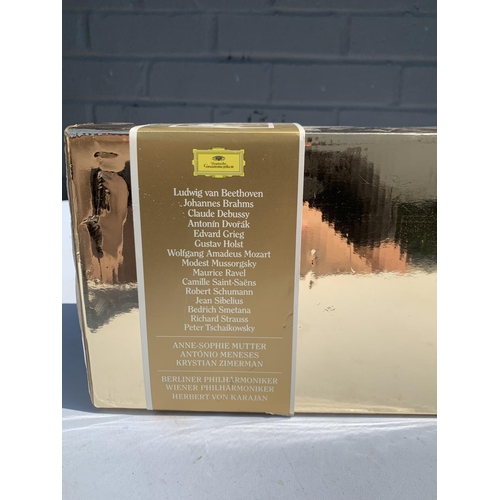 Deutsche
Grammophon
Ludwig van Beethoven
Johannes Brahms
Claude Debussy
Antonín Dvořák
Edvard Grieg
Gustav Holst
Wolfgang Amadeus Mozart
Modest Mussorgsky
Maurice Ravel
Camille Saint-Saëns
Robert Schumann
Jean Sibelius
Bedřich Smetana
Richard Strauss
Peter Tschaikowsky
ANNE-SOPHIE MUTTER
ANTÓNIO MENESES
KRYSTIAN ZIMERMAN
BERLINER PHILHARMONIKER
WIENER PHILHARMONIKER
HERBERT VON KARAJAN